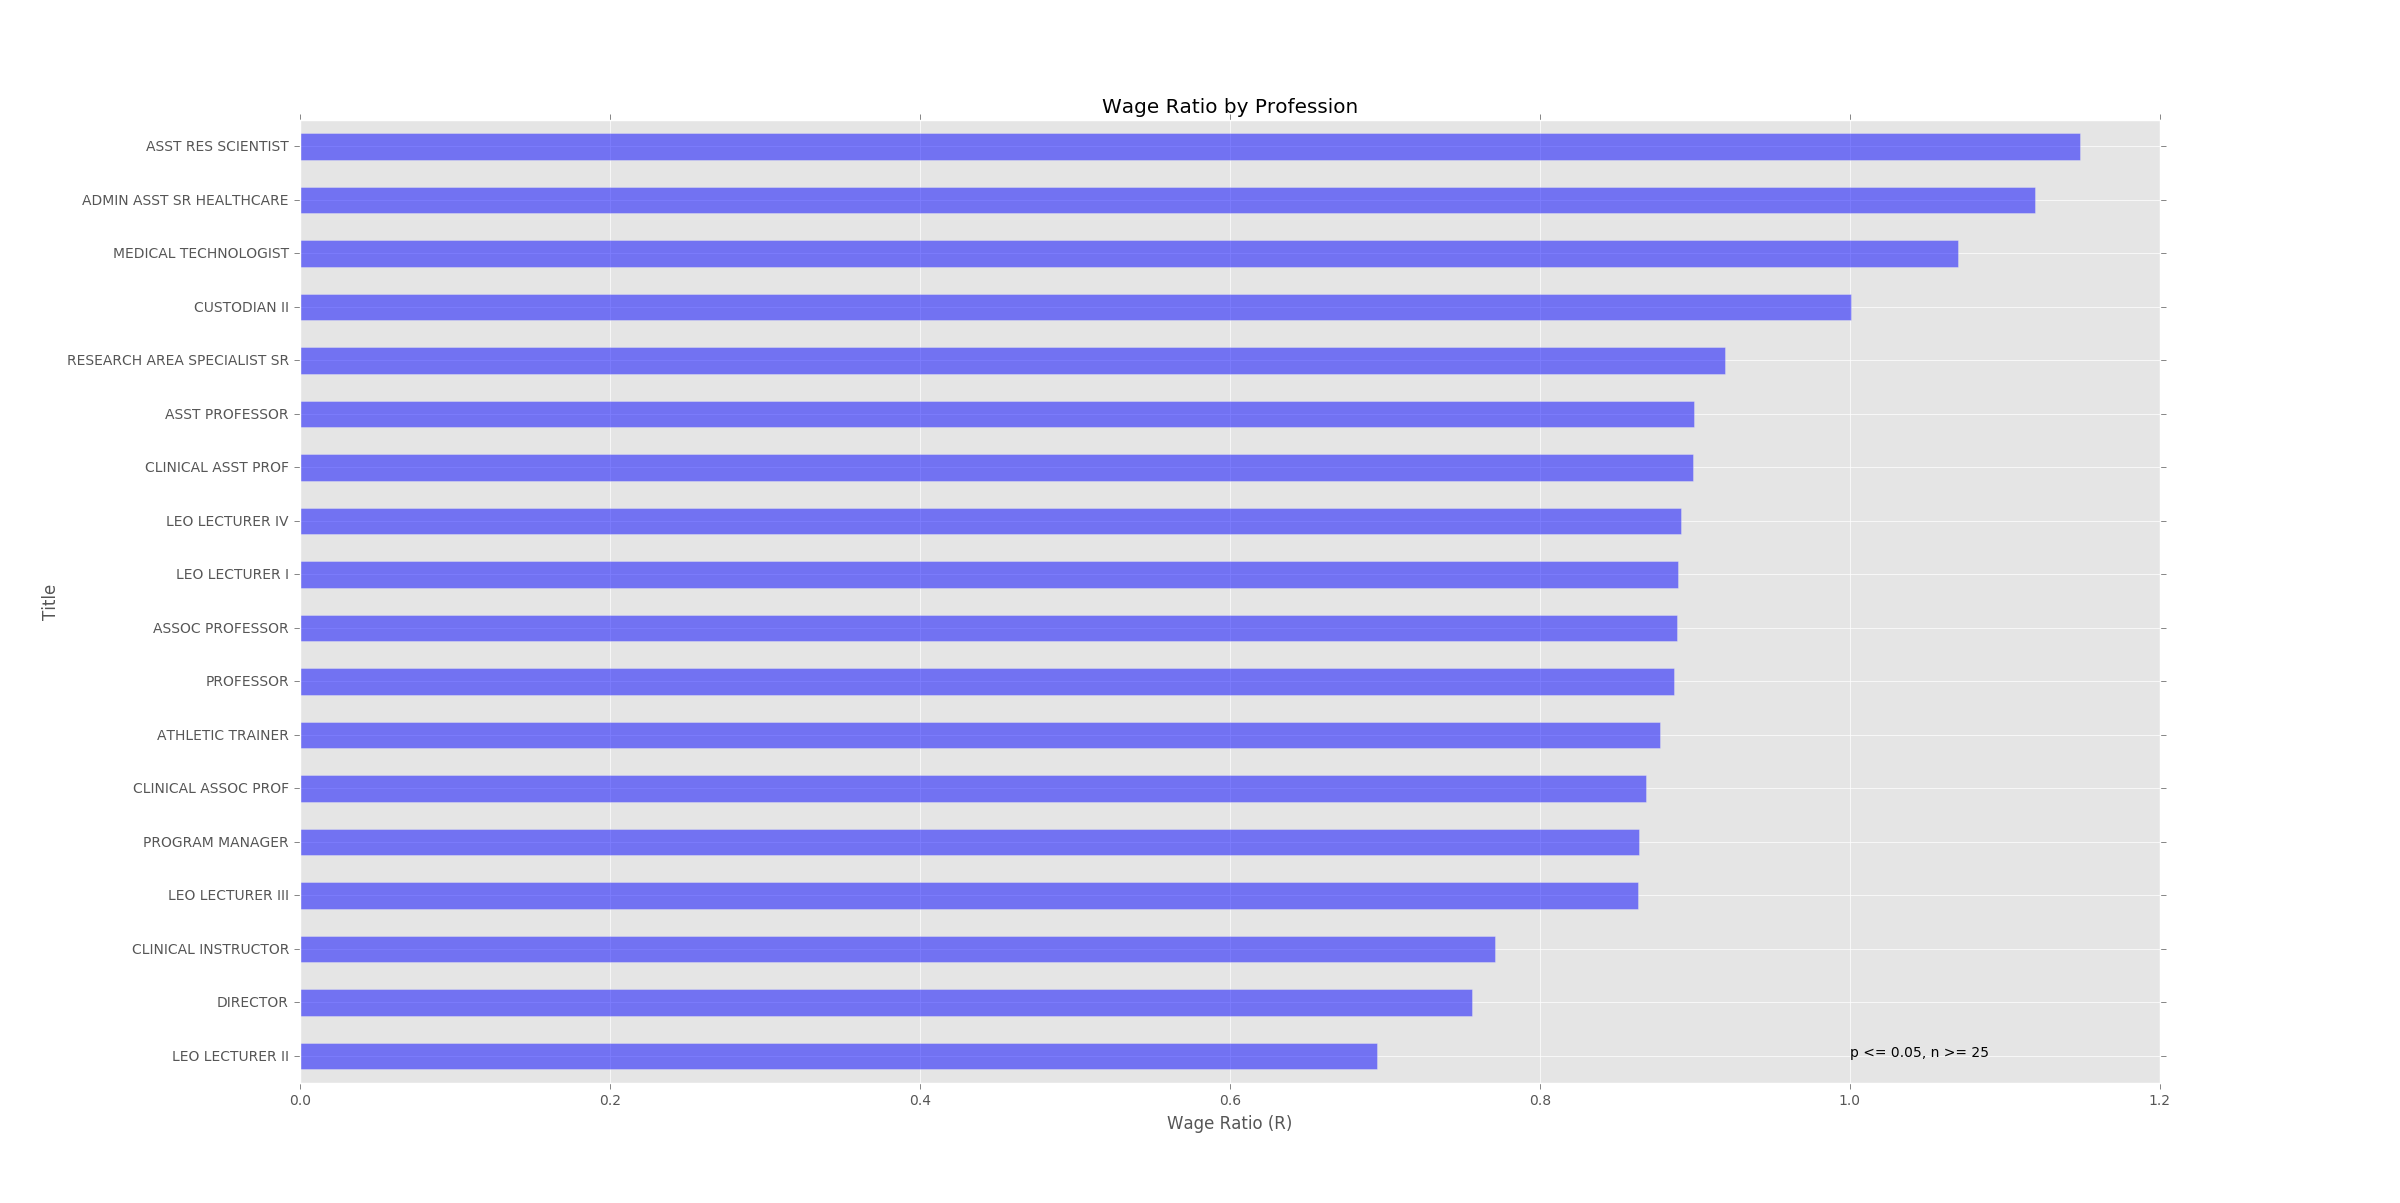 Wage Ratio by Profession
ASST RES SCIENTIST
ADMIN ASST SR HEALTHCARE
MEDICAL TECHNOLOGIST
CUSTODIAN II
RESEARCH AREA SPECIALIST SR
ASST PROFESSOR
CLINICAL ASST PROF
LEO LECTURER IV
LEO LECTURER I
ASSOC PROFESSOR
PROFESSOR
ATHLETIC TRAINER
CLINICAL ASSOC PROF
PROGRAM MANAGER
LEO LECTURER III
CLINICAL INSTRUCTOR
DIRECTOR
LEO LECTURER II
Title
p <= 0.05, n >= 25
0.0 0.2 0.4 0.6 0.8 1.0 1.2
Wage Ratio (R)